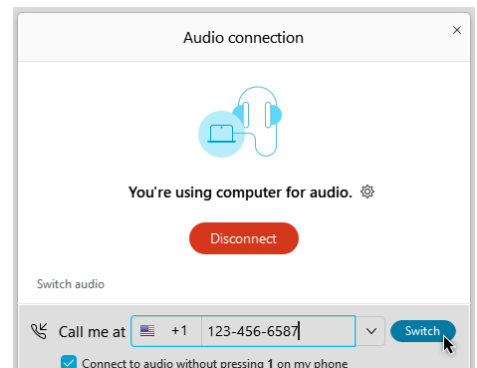 Audio connection
You're using computer for audio.
Disconnect
Switch audio
Call me at +1 123-456-6587 Switch
Connect to audio without pressing 1 on my phone